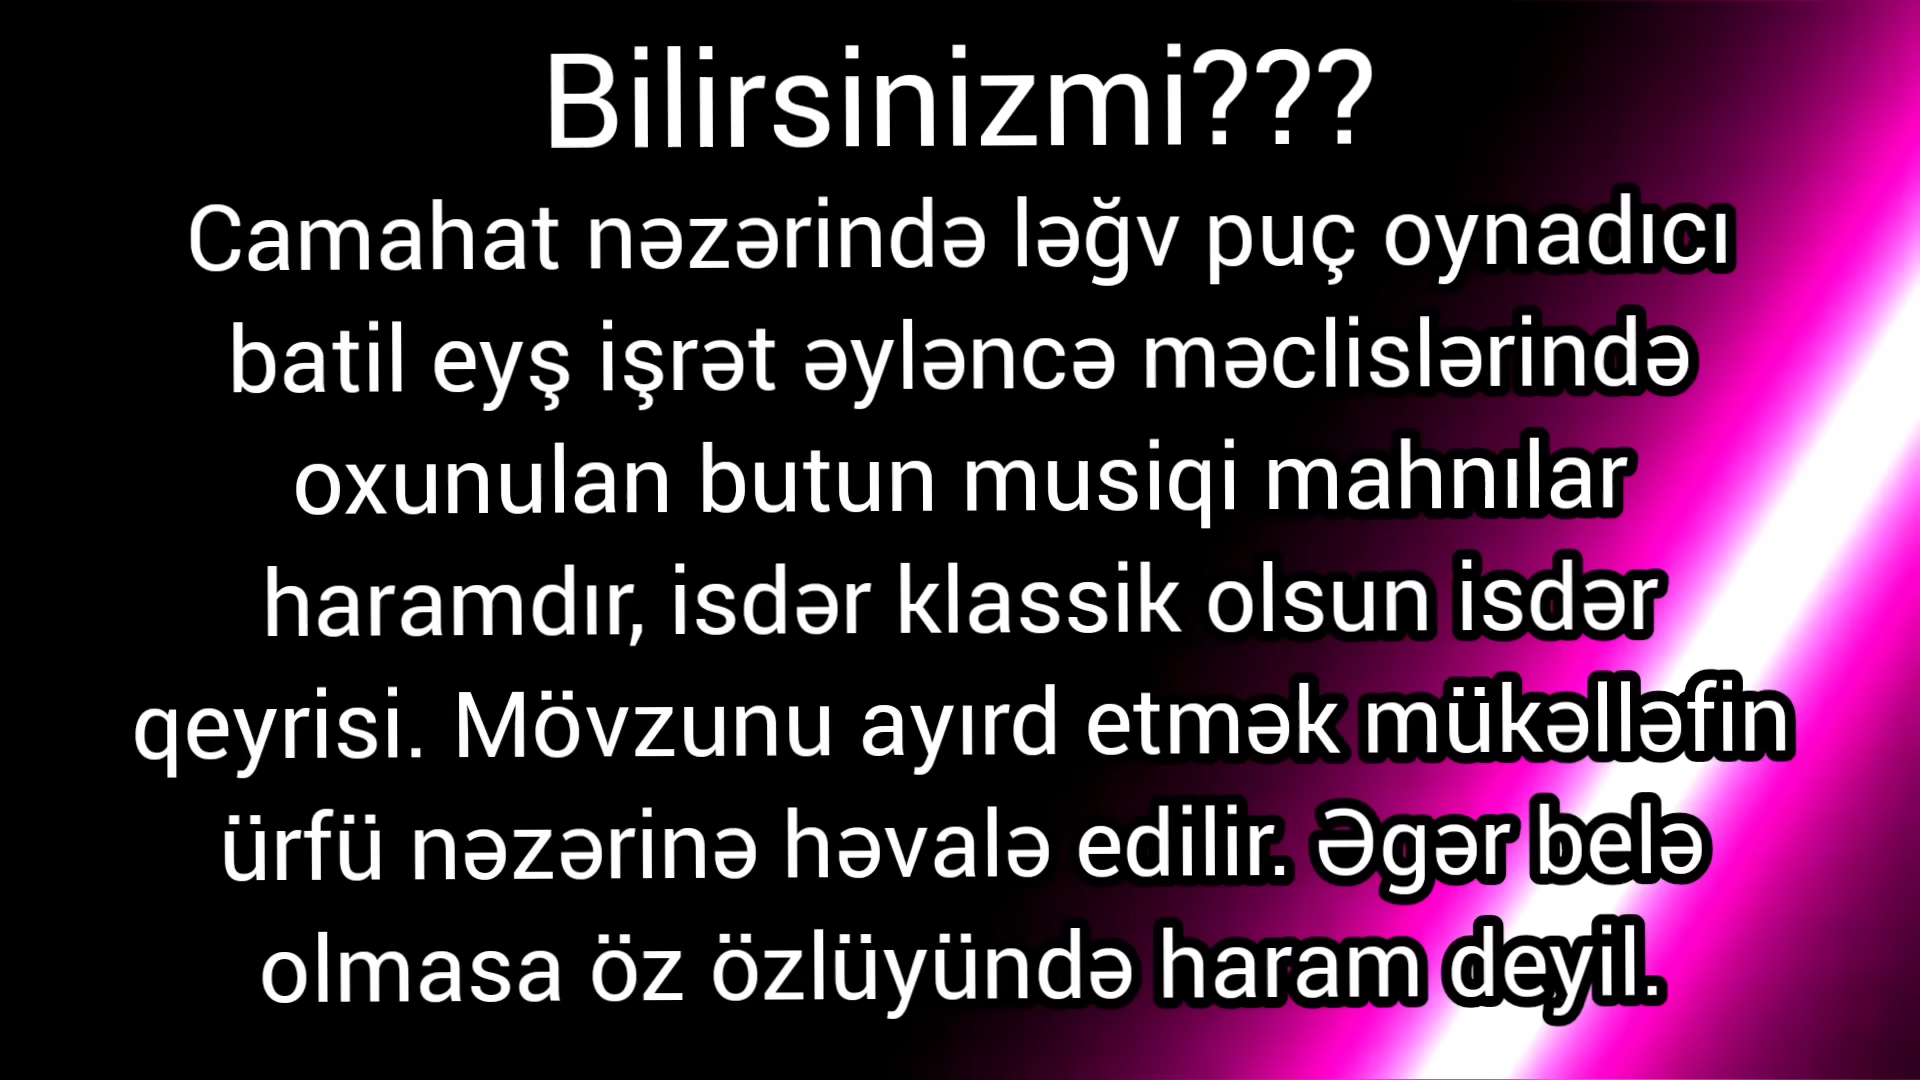 Bilirsinizmi???
Camahat nəzərində ləğv puç oynadıcı
batil eyş işrət əyləncə məclislərində
oxunulan butun musiqi mahnılar
haramdır, isdər klassik olsun isdər
qeyrisi. Mövzunu ayırd etmək mükəlləfin
ürfü nəzərinə həvalə edilir. Əgər belə
olmasa öz özlüyündə haram deyil.